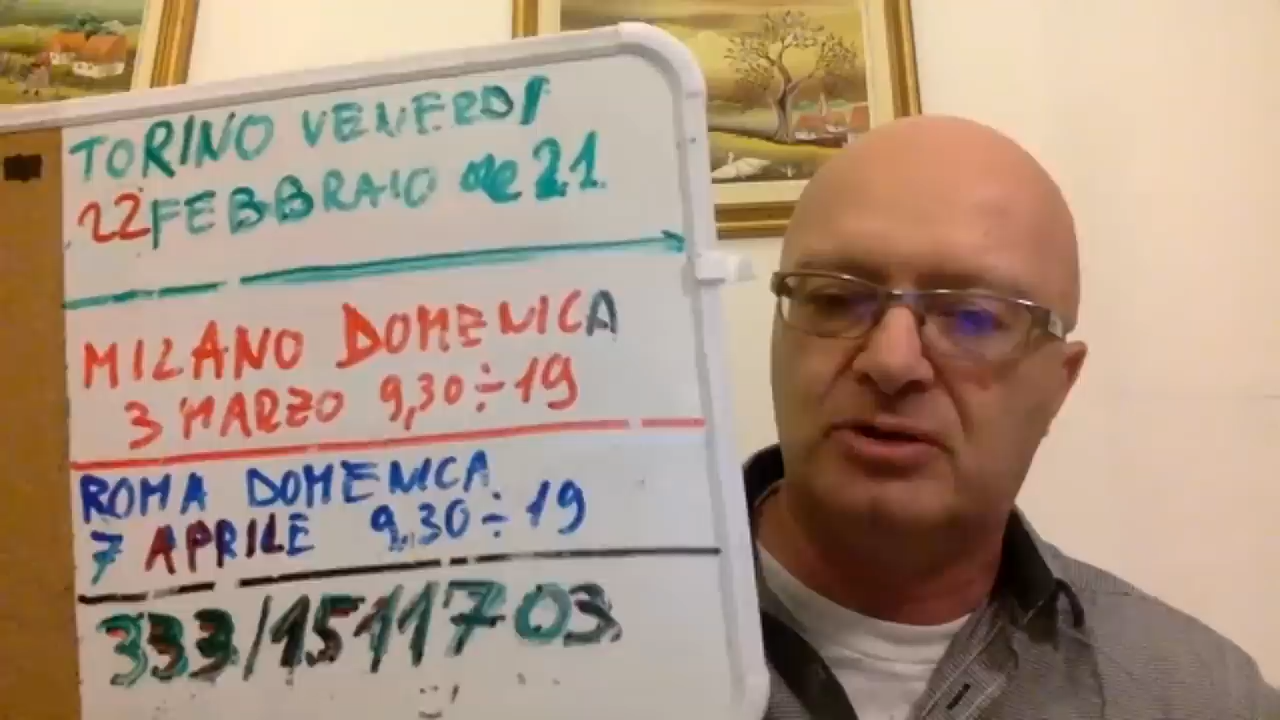 TORINO VENERDI
22 FEBBRAIO ore 21
MILANO DOMENICA
3 MARZO 9,30÷19
ROMA DOMENICA
7 APRILE 9,30÷19
333/1511703